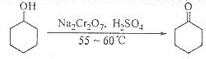 OH
O
Na₂Cr₂O₇, H₂SO₄
55~60℃